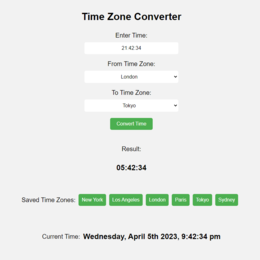 Time Zone Converter
Enter Time:
21:42:34
From Time Zone:
London
To Time Zone:
Tokyo
Convert Time
Result:
05:42:34
Saved Time Zones: New York Los Angeles London Paris Tokyo Sydney
Current Time: Wednesday, April 5th 2023, 9:42:34 pm